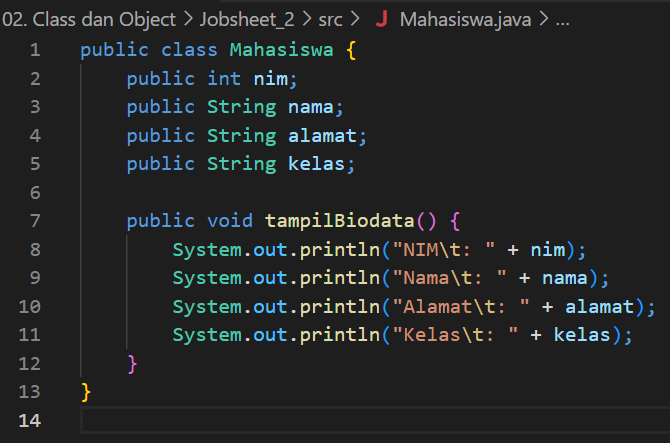 02. Class dan Object > Jobsheet_2 > src > J Mahasiswa.java > ...
1 public class Mahasiswa {
2     public int nim;
3     public String nama;
4     public String alamat;
5     public String kelas;
6
7     public void tampilBiodata() {
8         System.out.println("NIM\t: " + nim);
9         System.out.println("Nama\t: " + nama);
10         System.out.println("Alamat\t: " + alamat);
11         System.out.println("Kelas\t: " + kelas);
12     }
13 }
14